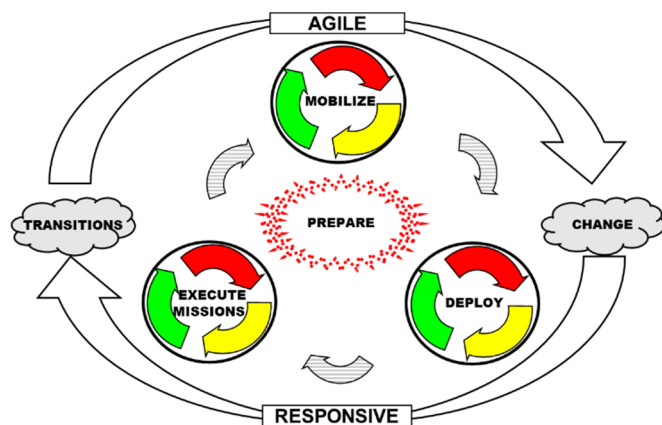 AGILE
MOBILIZE
TRANSITIONS
PREPARE
CHANGE
EXECUTE
MISSIONS
DEPLOY
RESPONSIVE